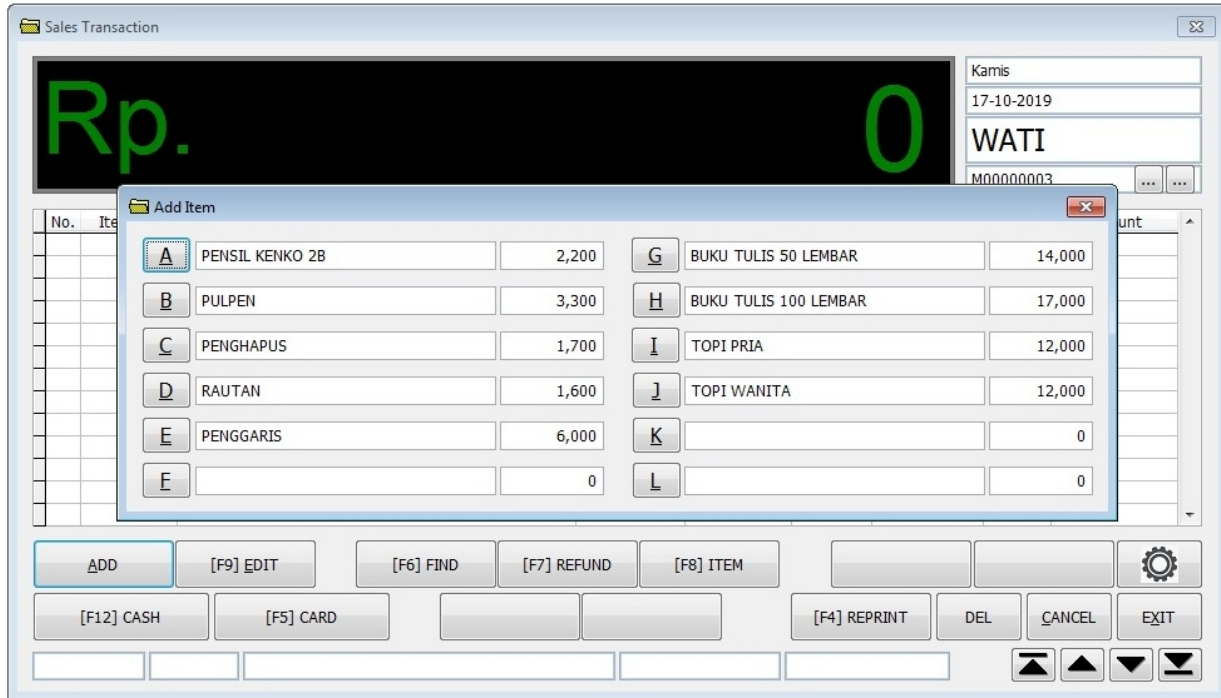 Sales Transaction
Rp. 0
Kamis
17-10-2019
WATI
M00000003 ... ...
No. Ite unt
Add Item
A PENSIL KENKO 2B 2,200 G BUKU TULIS 50 LEMBAR 14,000
B PULPEN 3,300 H BUKU TULIS 100 LEMBAR 17,000
C PENGHAPUS 1,700 I TOPI PRIA 12,000
D RAUTAN 1,600 J TOPI WANITA 12,000
E PENGGARIS 6,000 K 0
F 0 L 0
ADD [F9] EDIT [F6] FIND [F7] REFUND [F8] ITEM
[F12] CASH [F5] CARD [F4] REPRINT DEL CANCEL EXIT